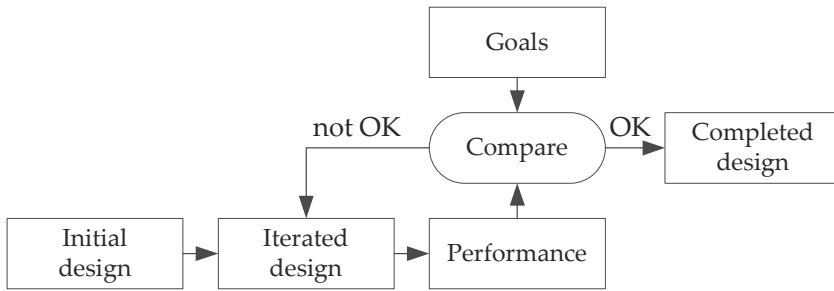 Goals
not OK
OK
Compare
Completed
design
Initial
design
Iterated
design
Performance